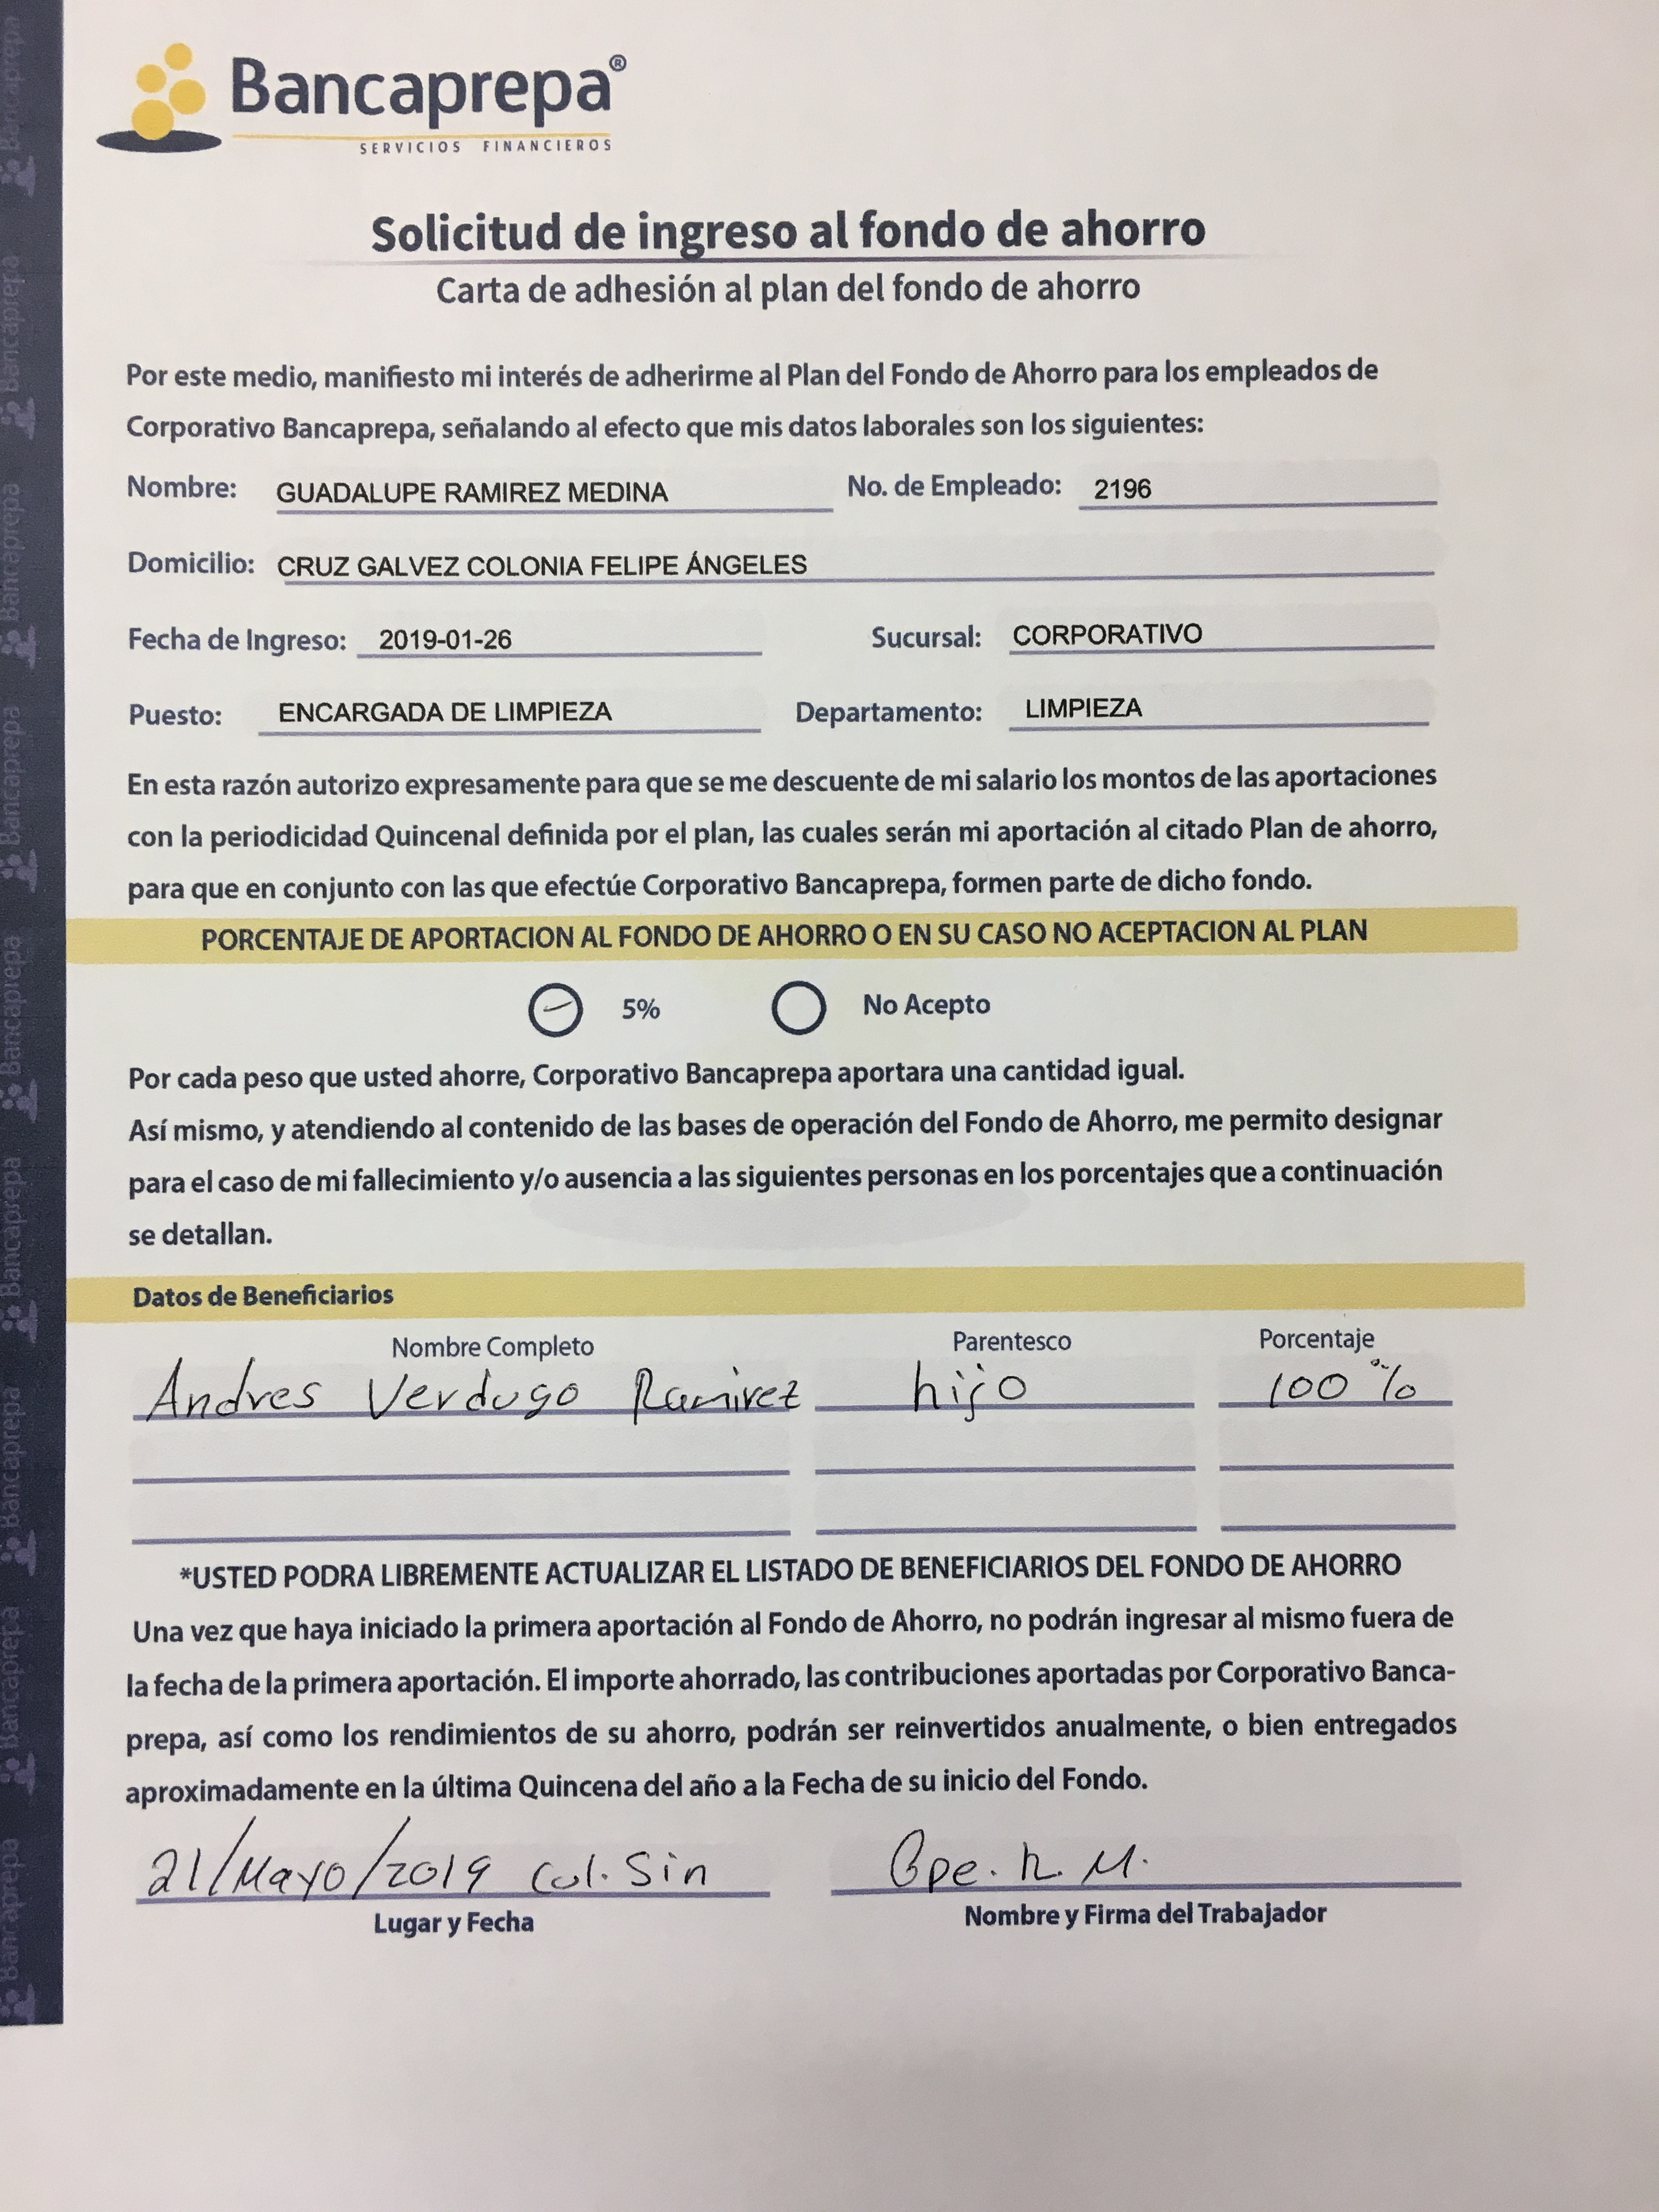 Bancaprepa®
SERVICIOS FINANCIEROS
Solicitud de ingreso al fondo de ahorro
Carta de adhesión al plan del fondo de ahorro
Por este medio, manifiesto mi interés de adherirme al Plan del Fondo de Ahorro para los empleados de
Corporativo Bancaprepa, señalando al efecto que mis datos laborales son los siguientes:
Nombre: GUADALUPE RAMIREZ MEDINA No. de Empleado: 2196
Domicilio: CRUZ GALVEZ COLONIA FELIPE ÁNGELES
Fecha de Ingreso: 2019-01-26 Sucursal: CORPORATIVO
Puesto: ENCARGADA DE LIMPIEZA Departamento: LIMPIEZA
En esta razón autorizo expresamente para que se me descuente de mi salario los montos de las aportaciones
con la periodicidad Quincenal definida por el plan, las cuales serán mi aportación al citado Plan de ahorro,
para que en conjunto con las que efectúe Corporativo Bancaprepa, formen parte de dicho fondo.
PORCENTAJE DE APORTACION AL FONDO DE AHORRO O EN SU CASO NO ACEPTACION AL PLAN
5% No Acepto
Por cada peso que usted ahorre, Corporativo Bancaprepa aportara una cantidad igual.
Así mismo, y atendiendo al contenido de las bases de operación del Fondo de Ahorro, me permito designar
para el caso de mi fallecimiento y/o ausencia a las siguientes personas en los porcentajes que a continuación
se detallan.
Datos de Beneficiarios
Nombre Completo Parentesco Porcentaje
Andres Verdugo Ramirez hijo 100%
*USTED PODRA LIBREMENTE ACTUALIZAR EL LISTADO DE BENEFICIARIOS DEL FONDO DE AHORRO
Una vez que haya iniciado la primera aportación al Fondo de Ahorro, no podrán ingresar al mismo fuera de
la fecha de la primera aportación. El importe ahorrado, las contribuciones aportadas por Corporativo Banca-
prepa, así como los rendimientos de su ahorro, podrán ser reinvertidos anualmente, o bien entregados
aproximadamente en la última Quincena del año a la Fecha de su inicio del Fondo.
21/Mayo/2019 Cul. Sin Gpe. R. M.
Lugar y Fecha Nombre y Firma del Trabajador
Bancaprepa Bancaprepa Bancaprepa Bancaprepa Bancaprepa Bancaprepa Bancaprepa Bancaprepa Bancaprepa